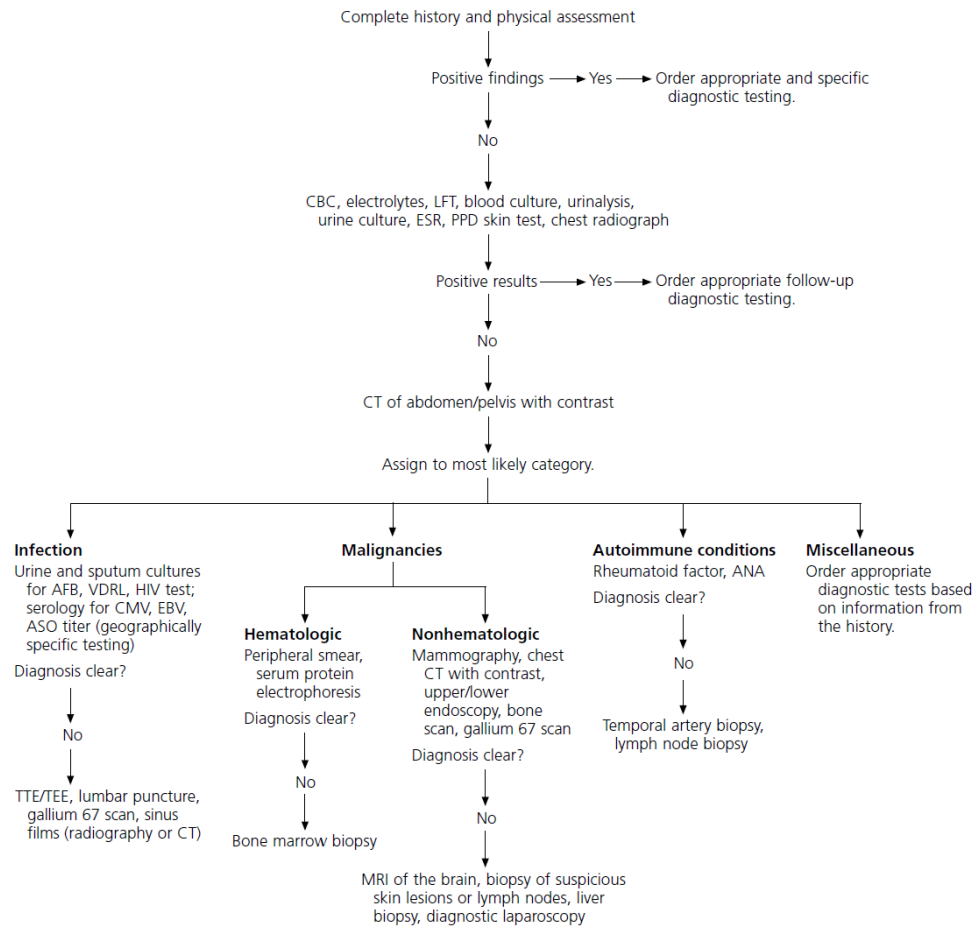 Complete history and physical assessment
Positive findings Yes Order appropriate and specific
diagnostic testing.
No
CBC, electrolytes, LFT, blood culture, urinalysis,
urine culture, ESR, PPD skin test, chest radiograph
Positive results Yes Order appropriate follow-up
diagnostic testing.
No
CT of abdomen/pelvis with contrast
Assign to most likely category.
Infection
Urine and sputum cultures
for AFB, VDRL, HIV test;
serology for CMV, EBV,
ASO titer (geographically
specific testing)
Diagnosis clear?
No
TTE/TEE, lumbar puncture,
gallium 67 scan, sinus
films (radiography or CT)
Malignancies
Hematologic
Peripheral smear,
serum protein
electrophoresis
Diagnosis clear?
No
Bone marrow biopsy
Nonhematologic
Mammography, chest
CT with contrast,
upper/lower
endoscopy, bone
scan, gallium 67 scan
Diagnosis clear?
No
MRI of the brain, biopsy of suspicious
skin lesions or lymph nodes, liver
biopsy, diagnostic laparoscopy
Autoimmune conditions
Rheumatoid factor, ANA
Diagnosis clear?
No
Temporal artery biopsy,
lymph node biopsy
Miscellaneous
Order appropriate
diagnostic tests based
on information from
the history.